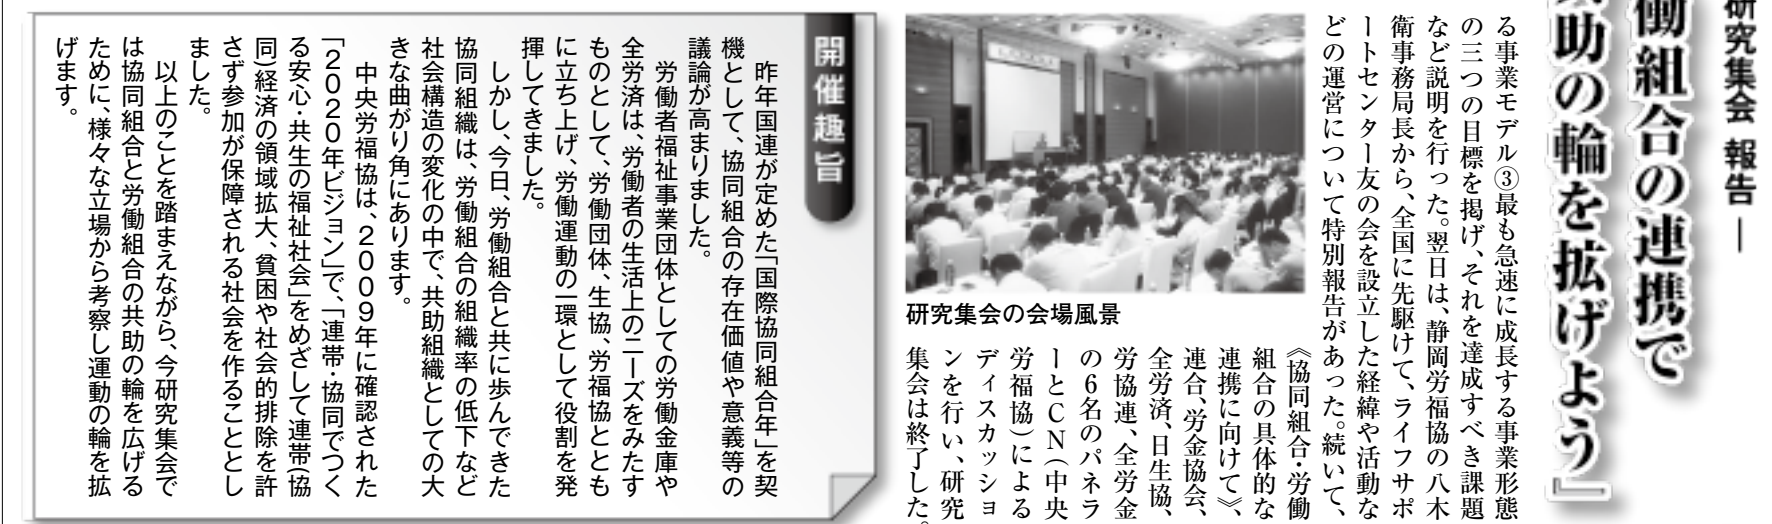 研究集会 報告 ―
働組合の連携で
助の輪を拡げよう』
る事業モデル③最も急速に成長する事業形態
の三つの目標を掲げ、それを達成すべき課題
など説明を行った。翌日は、静岡労福協の八木
衛事務局長から、全国に先駆けて、ライフサポ
ートセンター友の会を設立した経緯や活動な
どの運営について特別報告があった。続いて、
《協同組合・労働
組合の具体的な
連携に向けて》、
連合、労金協会、
全労済、日生協、
労協連、全労金
の6名のパネラ
ーとCN(中央
労福協)による
ディスカッショ
ンを行い、研究
集会は終了した。
研究集会の会場風景
開催趣旨
昨年国連が定めた「国際協同組合年」を契
機として、協同組合の存在価値や意義等の
議論が高まりました。
労働者福祉事業団体としての労働金庫や
全労済は、労働者の生活上のニーズをみたす
ものとして、労働団体、生協、労福協ととも
に立ち上げ、労働運動の一環として役割を発
揮してきました。
しかし、今日、労働組合と共に歩んできた
協同組織は、労働組合の組織率の低下など
社会構造の変化の中で、共助組織としての大
きな曲がり角にあります。
中央労福協は、2009年に確認された
「2020年ビジョン」で、「連帯・協同でつく
る安心・共生の福祉社会」をめざして連帯(協
同)経済の領域拡大、貧困や社会的排除を許
さず参加が保障される社会を作ることとし
ました。
以上のことを踏まえながら、今研究集会で
は協同組合と労働組合の共助の輪を広げる
ために、様々な立場から考察し運動の輪を拡
げます。